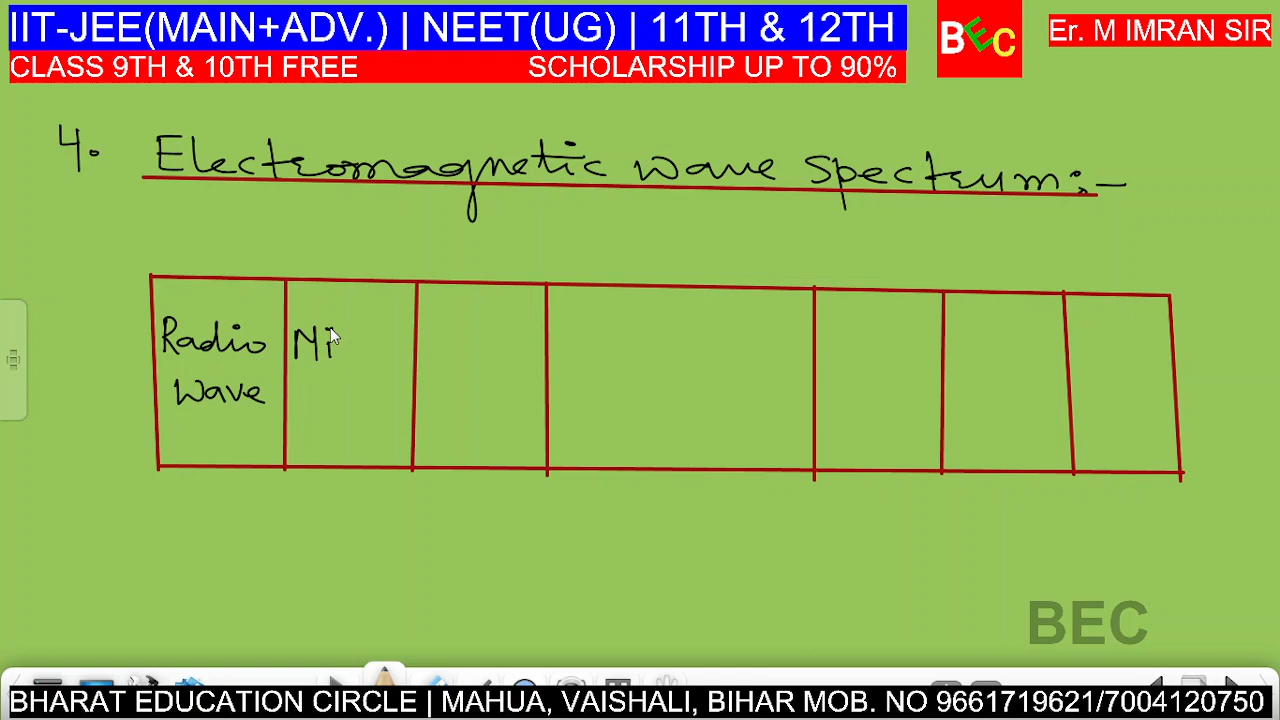 IIT-JEE(MAIN+ADV.) | NEET(UG) | 11TH & 12TH
CLASS 9TH & 10TH FREE SCHOLARSHIP UP TO 90%
BEC
Er. M IMRAN SIR
4. Electromagnetic wave spectrum:-
Radio Mi
Wave
BEC
BHARAT EDUCATION CIRCLE | MAHUA, VAISHALI, BIHAR MOB. NO 9661719621/7004120750